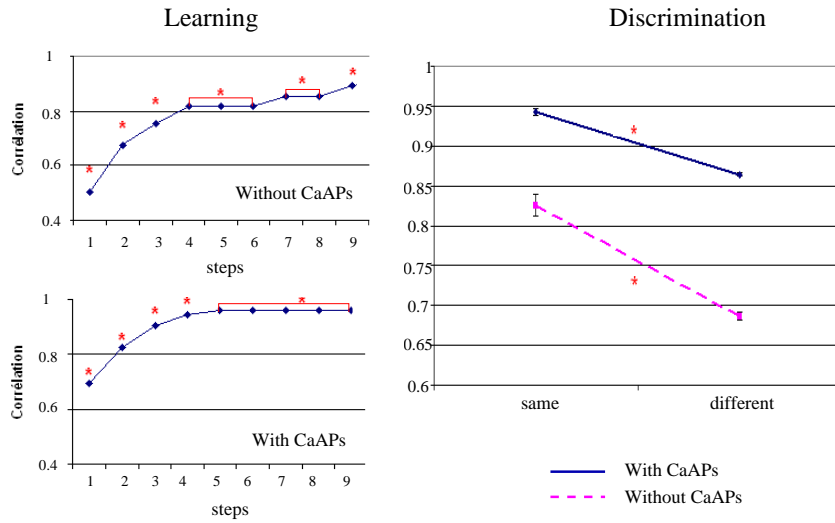 Learning
Discrimination
1
0.8
0.6
0.4
Corrélation
* * * * * *
Without CaAPs
1 2 3 4 5 6 7 8 9
steps
1
0.8
0.6
0.4
Corrélation
* * * * *
With CaAPs
1 2 3 4 5 6 7 8 9
steps
1
0.95
0.9
0.85
0.8
0.75
0.7
0.65
0.6
*
*
same different
With CaAPs
Without CaAPs